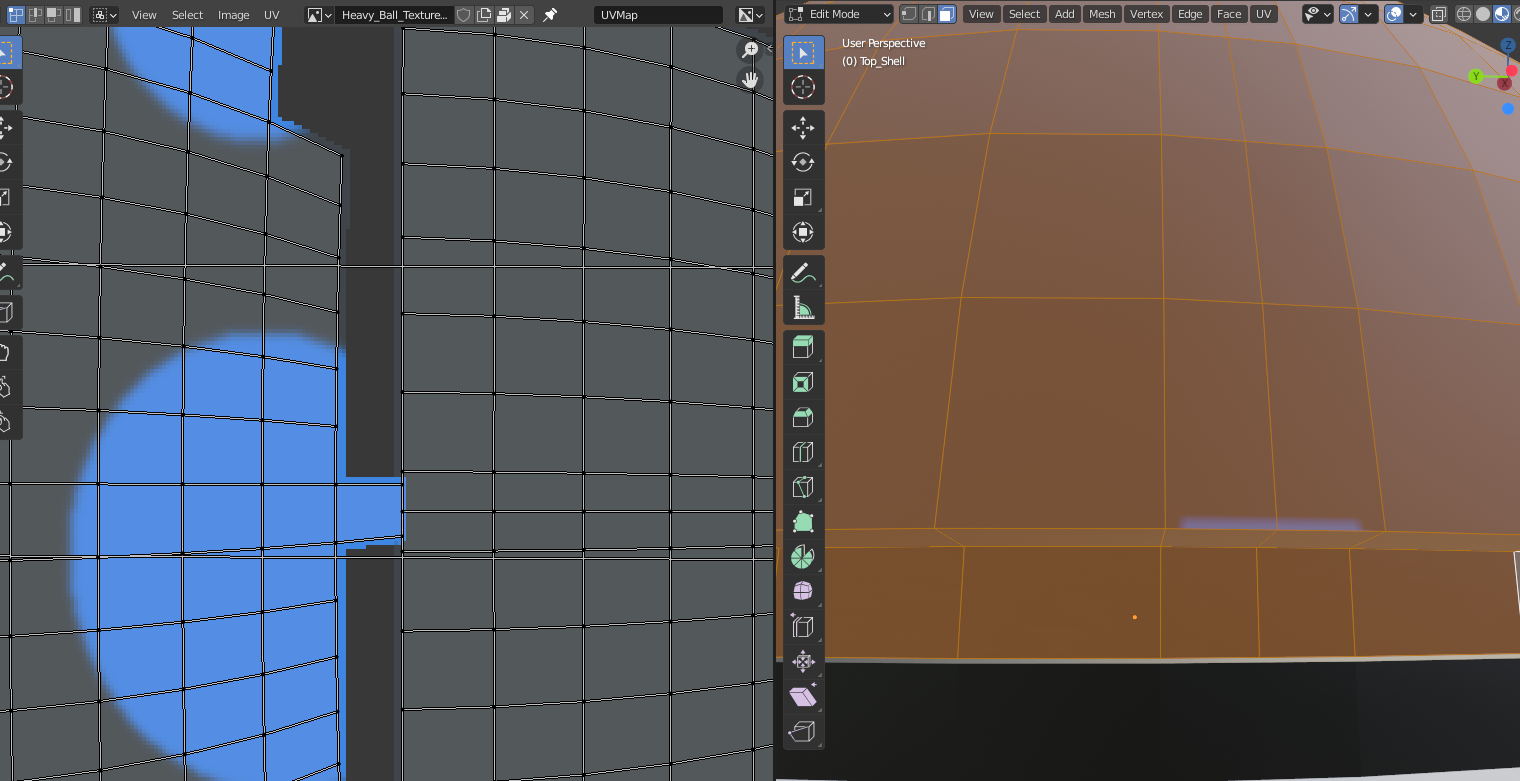 View Select Image UV Heavy_Ball_Texture... UVMap
Edit Mode View Select Add Mesh Vertex Edge Face UV
User Perspective
(0) Top_Shell
Z
Y
X